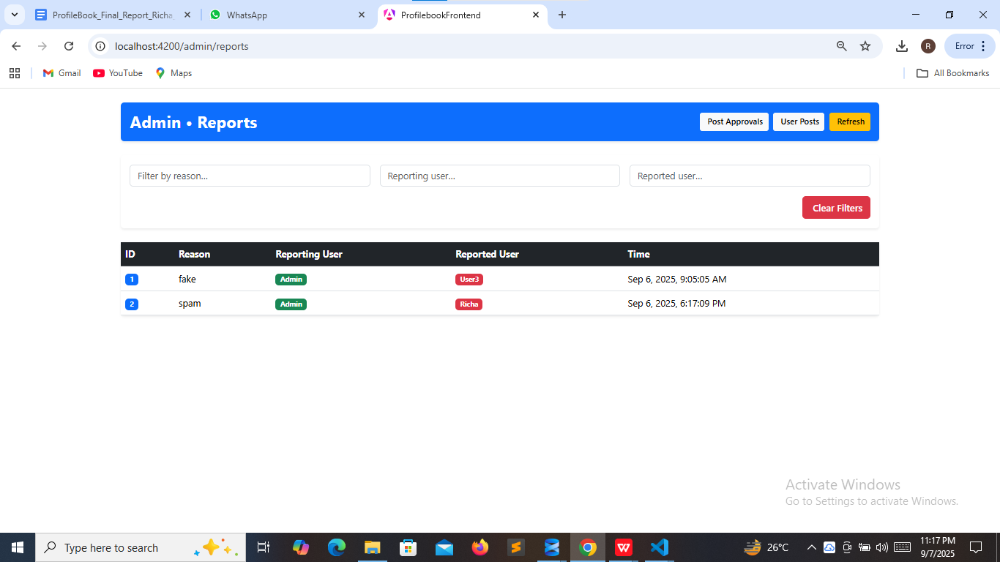 ProfileBook_Final_Report_Richa_
WhatsApp
ProfilebookFrontend
localhost:4200/admin/reports
R
Error
Gmail
YouTube
Maps
All Bookmarks
Admin • Reports
Post Approvals
User Posts
Refresh
Filter by reason...
Reporting user...
Reported user...
Clear Filters
ID Reason Reporting User Reported User Time
1 fake Admin User3 Sep 6, 2025, 9:05:05 AM
2 spam Admin Richa Sep 6, 2025, 6:17:09 PM
Activate Windows
Go to Settings to activate Windows.
Type here to search
26°C
11:17 PM
9/7/2025